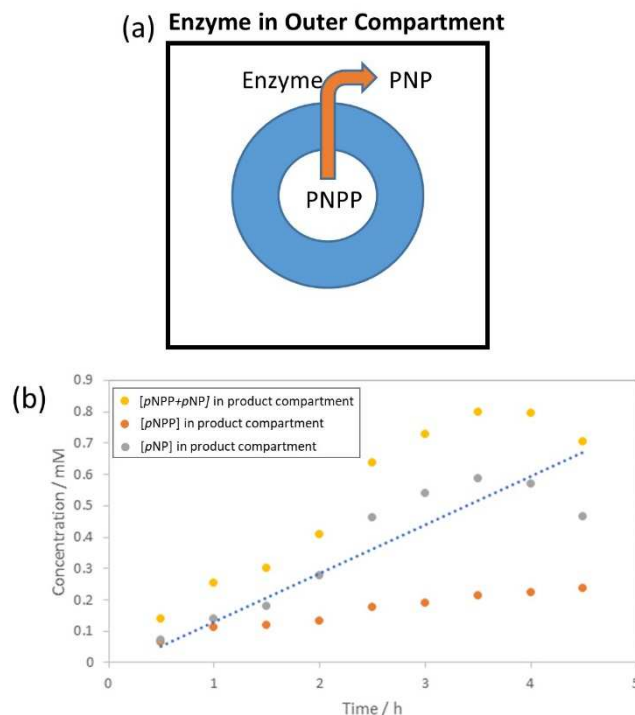 (a) Enzyme in Outer Compartment
Enzyme PNP
PNPP
(b)
[pNPP+pNP] in product compartment
[pNPP] in product compartment
[pNP] in product compartment
Concentration / mM
0.9
0.8
0.7
0.6
0.5
0.4
0.3
0.2
0.1
0
0 1 2 3 4 5
Time / h